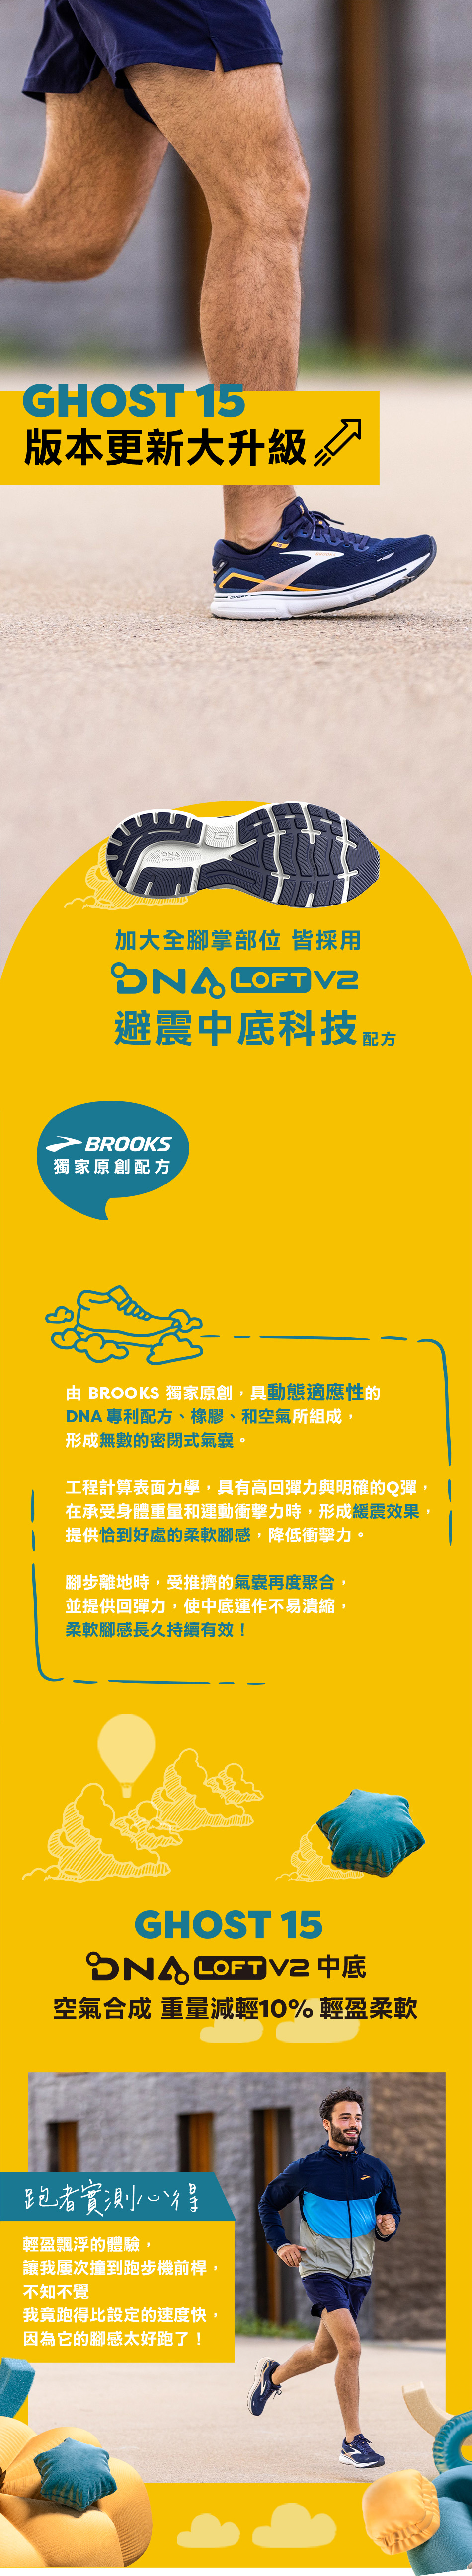 GHOST 15
版本更新大升級
加大全腳掌部位 皆採用
DNA LOFT V2
避震中底科技配方
BROOKS
獨家原創配方
由 BROOKS 獨家原創，具動態適應性的
DNA 專利配方、橡膠、和空氣所組成，
形成無數的密閉式氣囊。
工程計算表面力學，具有高回彈力與明確的Q彈，
在承受身體重量和運動衝擊力時，形成緩震效果，
提供恰到好處的柔軟腳感，降低衝擊力。
腳步離地時，受推擠的氣囊再度聚合，
並提供回彈力，使中底運作不易潰縮，
柔軟腳感長久持續有效！
GHOST 15
DNA LOFT V2 中底
空氣合成 重量減輕10% 輕盈柔軟
跑者實測心得
輕盈飄浮的體驗，
讓我屢次撞到跑步機前桿，
不知不覺
我竟跑得比設定的速度快，
因為它的腳感太好跑了！